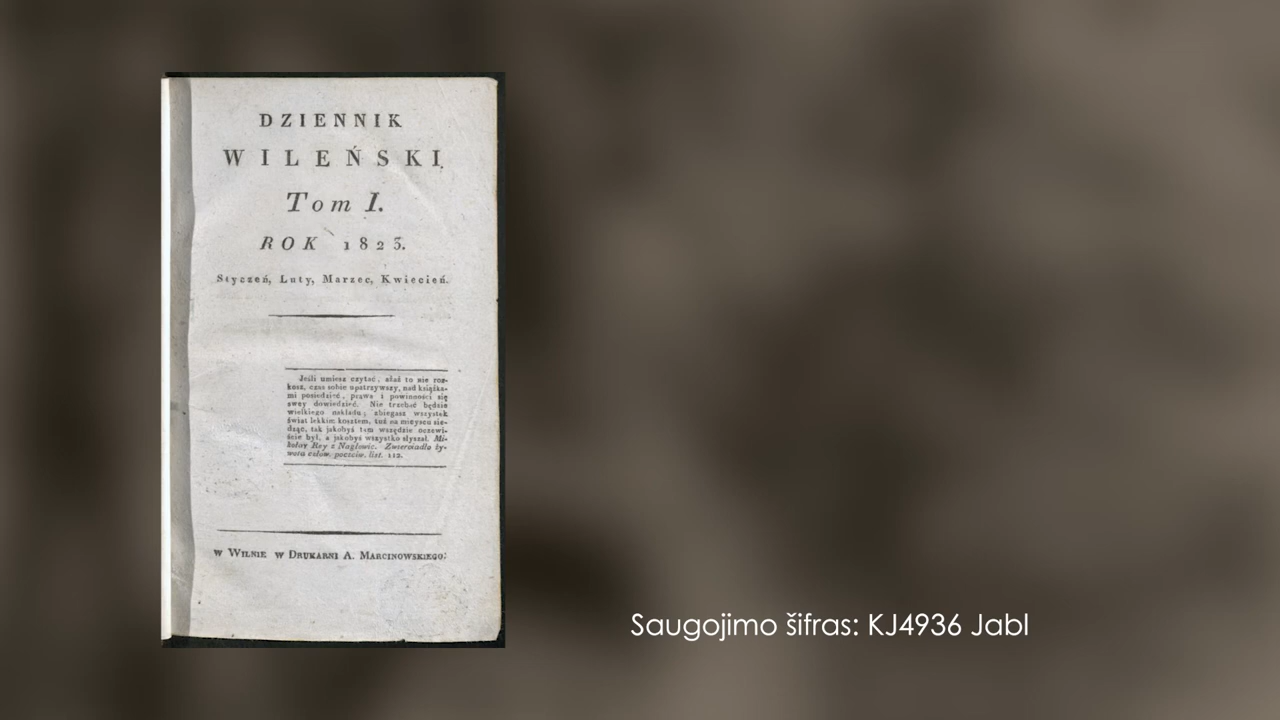 DZIENNIK
WILEŃSKI
Tom I.
ROK 1823.
Styczeń, Luty, Marzec, Kwiecień.
Jeśli umiesz czytać, azaż to nie roz-
kosz, czas sobie upatrzywszy, nad książka-
mi posiedzieć, prawa i powinności się
swey dowiedzieć. Nie trzebać będzie
wielkiego nakładu; zbiegasz wszystek
świat lekkim kosztem, tuż na mieyscu sie-
dząc, tak jakobyś tam wszędzie oczewi-
ście był, a jakobyś wszystko słyszał. Mi-
kołay Rey z Nagłowic. Zwierciadło ży-
wota człow. poczciw. list. 112.
w Wilnie w Drukarni A. Marcinowskiego.
Saugojimo šifras: KJ4936 Jabl